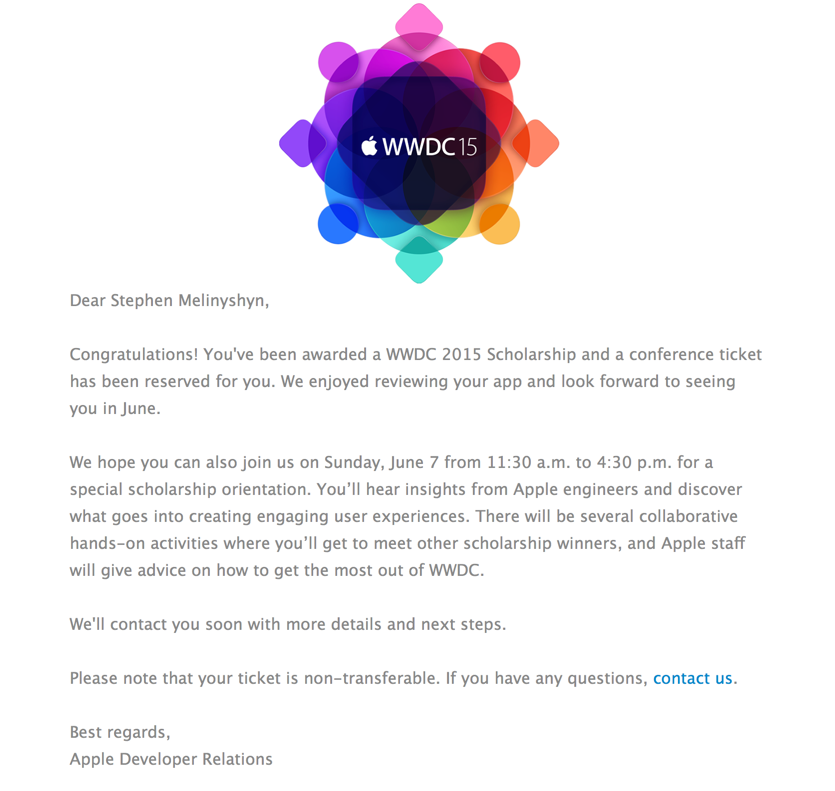 WWDC15
Dear Stephen Melinyshyn,
Congratulations! You've been awarded a WWDC 2015 Scholarship and a conference ticket
has been reserved for you. We enjoyed reviewing your app and look forward to seeing
you in June.
We hope you can also join us on Sunday, June 7 from 11:30 a.m. to 4:30 p.m. for a
special scholarship orientation. You’ll hear insights from Apple engineers and discover
what goes into creating engaging user experiences. There will be several collaborative
hands-on activities where you’ll get to meet other scholarship winners, and Apple staff
will give advice on how to get the most out of WWDC.
We'll contact you soon with more details and next steps.
Please note that your ticket is non-transferable. If you have any questions, contact us.
Best regards,
Apple Developer Relations